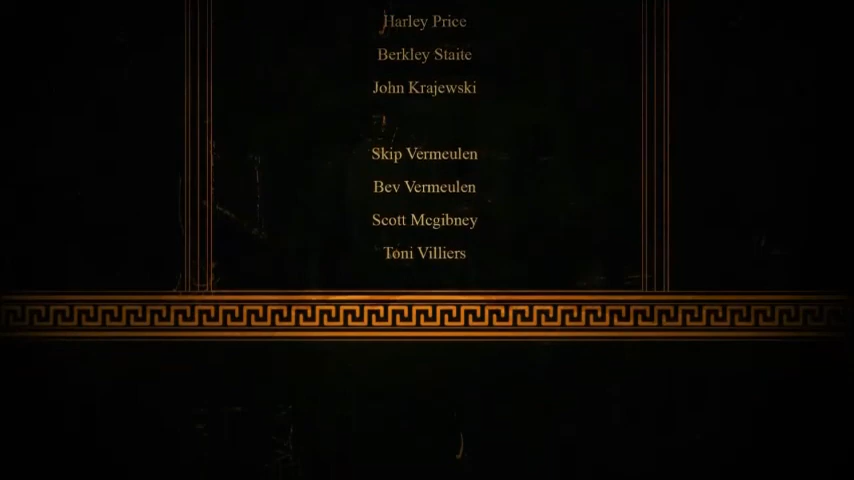 Harley Price
Berkley Staite
John Krajewski
Skip Vermeulen
Bev Vermeulen
Scott Mcgibney
Toni Villiers